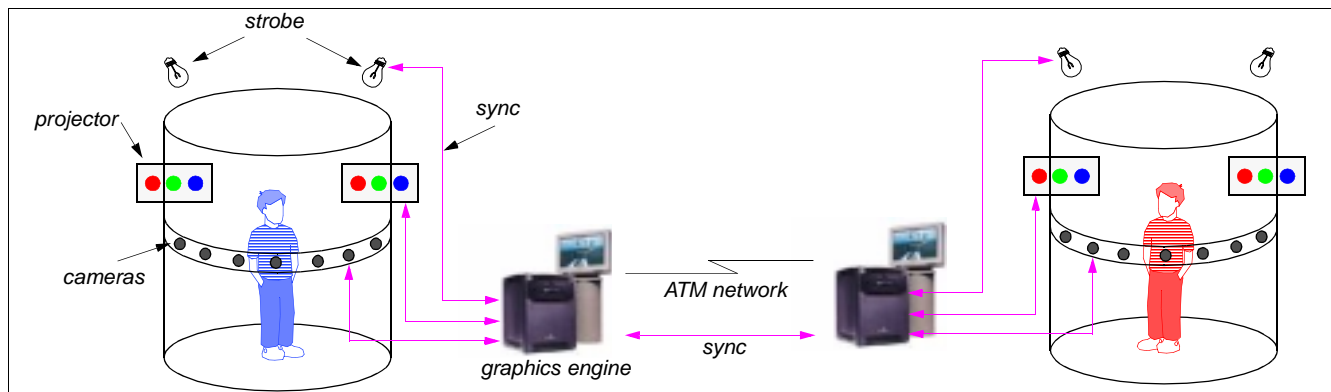 strobe
sync
projector
cameras
ATM network
sync
graphics engine